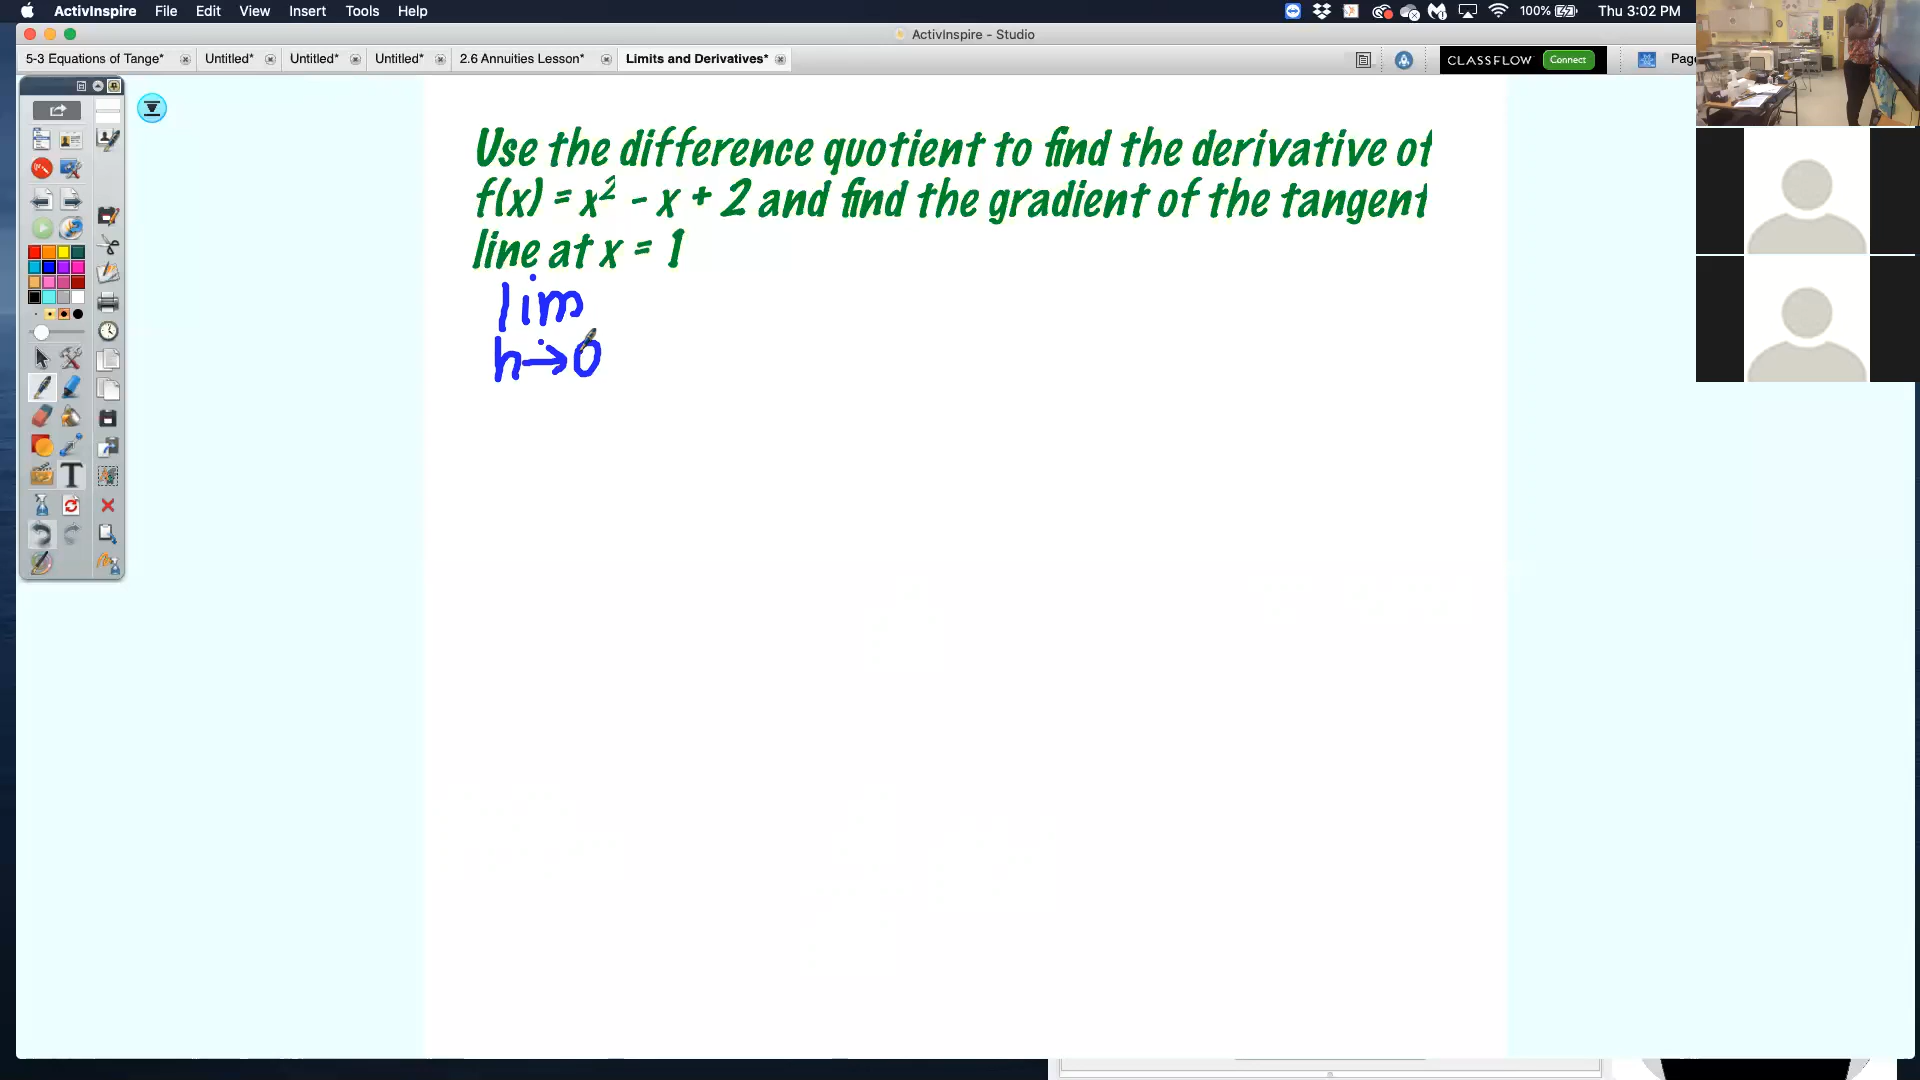 ActivInspire File Edit View Insert Tools Help 100% Thu 3:02 PM
ActivInspire - Studio
5-3 Equations of Tange* Untitled* Untitled* Untitled* 2.6 Annuities Lesson* Limits and Derivatives* CLASSFLOW Connect Page
Use the difference quotient to find the derivative of
f(x) = x² - x + 2 and find the gradient of the tangent
line at x = 1
lim
h→0